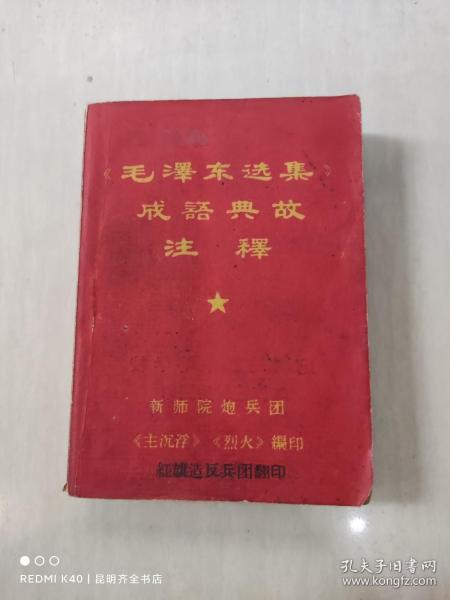 《毛澤东选集》
成語典故
注釋
新师院炮兵团
《主沉浮》《烈火》编印
紅旗造反兵团翻印
REDMI K40 | 昆明齐全书店
孔夫子旧书网
www.kongfz.com